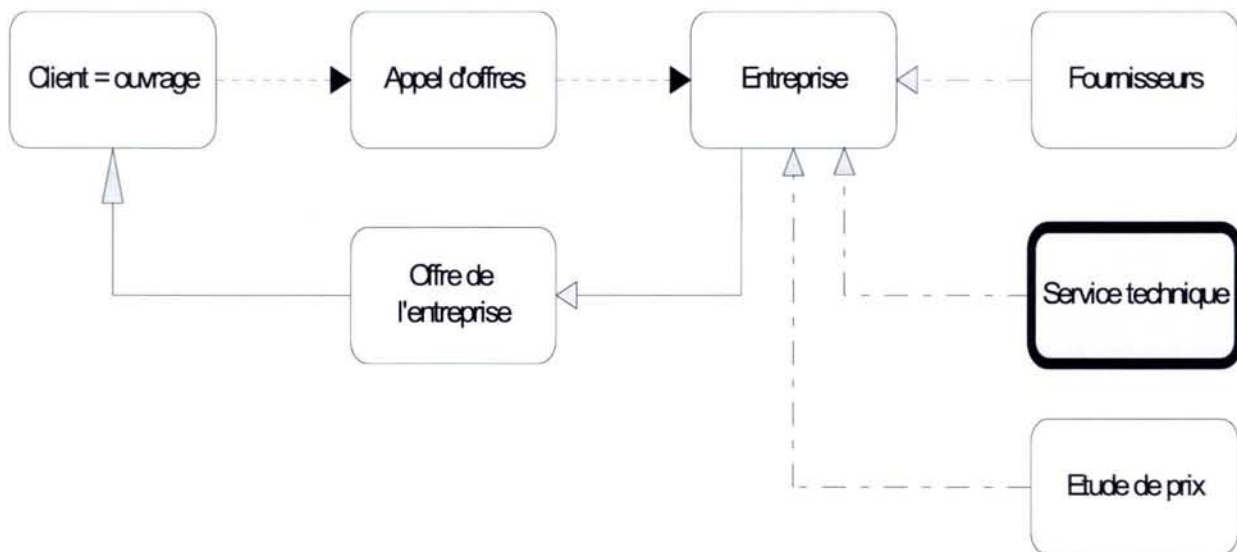 Client = ouvrage
Appel d'offres
Entreprise
Fournisseurs
Offre de
l'entreprise
Service technique
Etude de prix